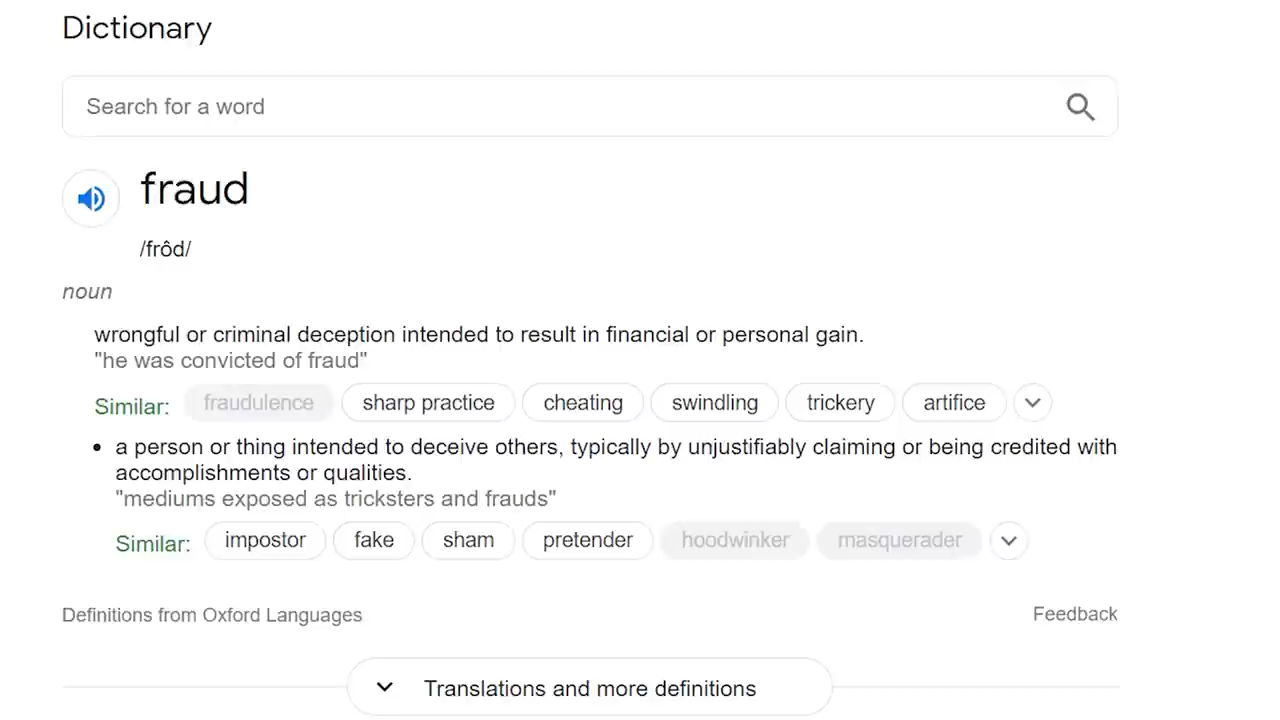 Dictionary
Search for a word
fraud
/frôd/
noun
wrongful or criminal deception intended to result in financial or personal gain.
"he was convicted of fraud"
Similar: fraudulence sharp practice cheating swindling trickery artifice
• a person or thing intended to deceive others, typically by unjustifiably claiming or being credited with
accomplishments or qualities.
"mediums exposed as tricksters and frauds"
Similar: impostor fake sham pretender hoodwinker masquerader
Definitions from Oxford Languages Feedback
Translations and more definitions